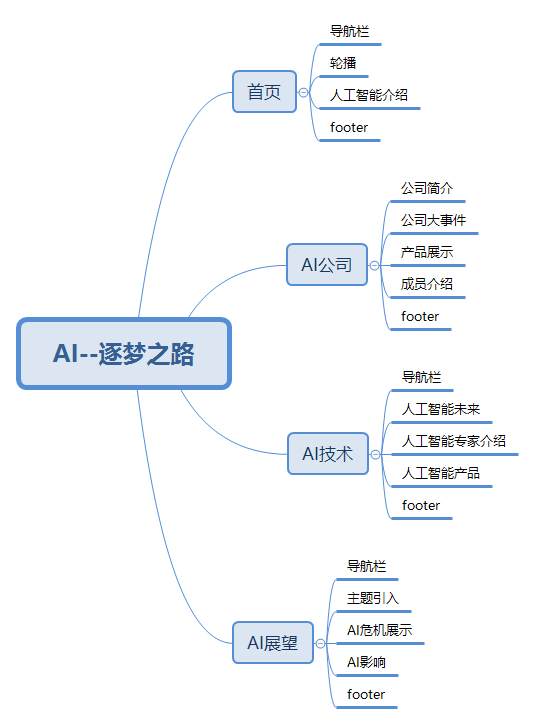 AI--逐梦之路
首页
导航栏
轮播
人工智能介绍
footer
AI公司
公司简介
公司大事件
产品展示
成员介绍
footer
AI技术
导航栏
人工智能未来
人工智能专家介绍
人工智能产品
footer
AI展望
导航栏
主题引入
AI危机展示
AI影响
footer